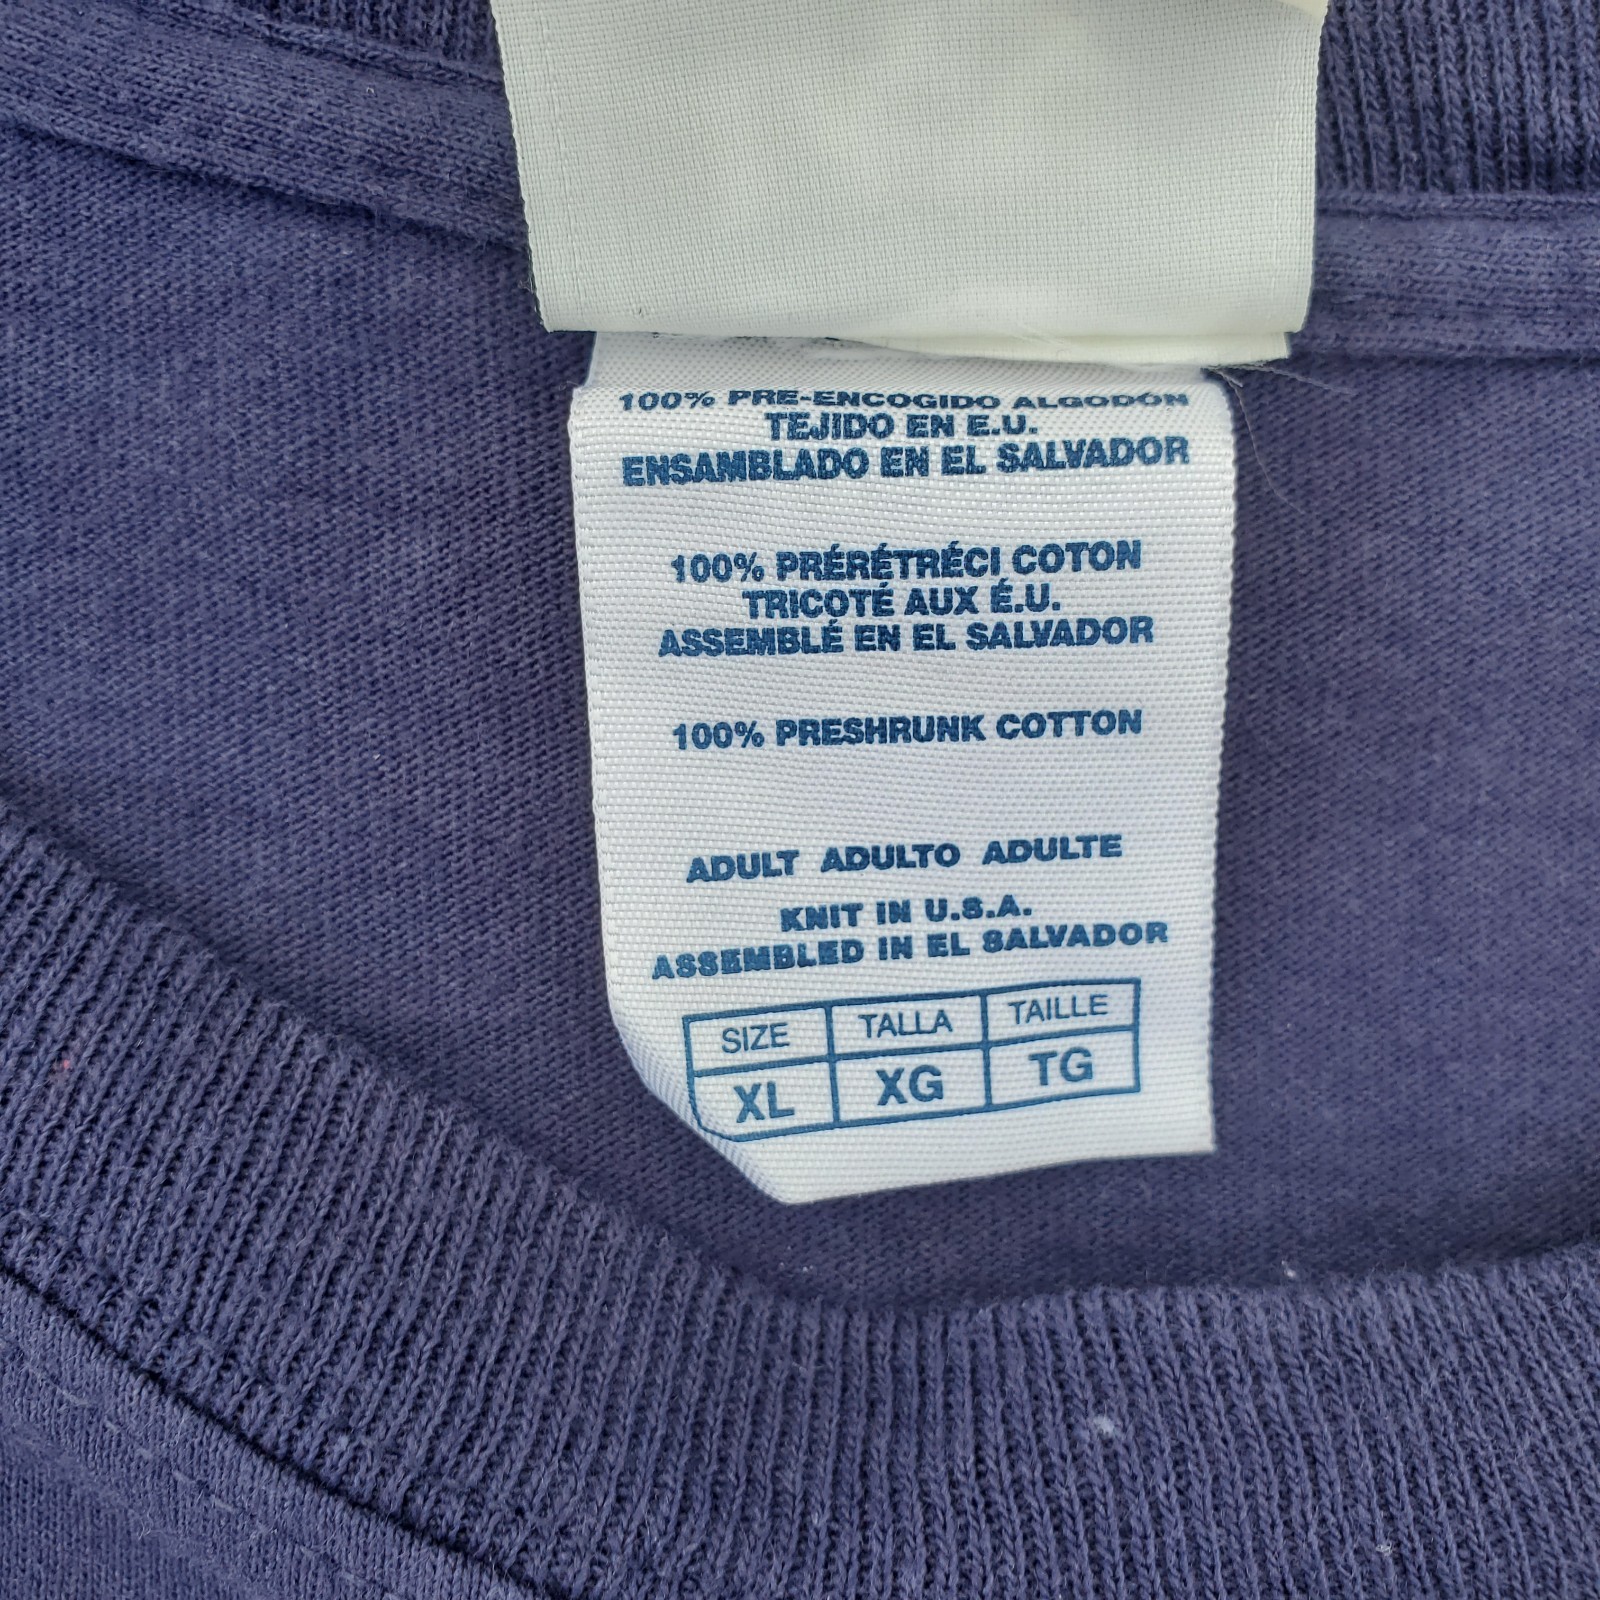 100% PRE-ENCOGIDO ALGODÓN
TEJIDO EN E.U.
ENSAMBLADO EN EL SALVADOR
100% PRÉRÉTRÉCI COTON
TRICOTÉ AUX É.U.
ASSEMBLÉ EN EL SALVADOR
100% PRESHRUNK COTTON
ADULT ADULTO ADULTE
KNIT IN U.S.A.
ASSEMBLED IN EL SALVADOR
SIZE TALLA TAILLE
XL XG TG